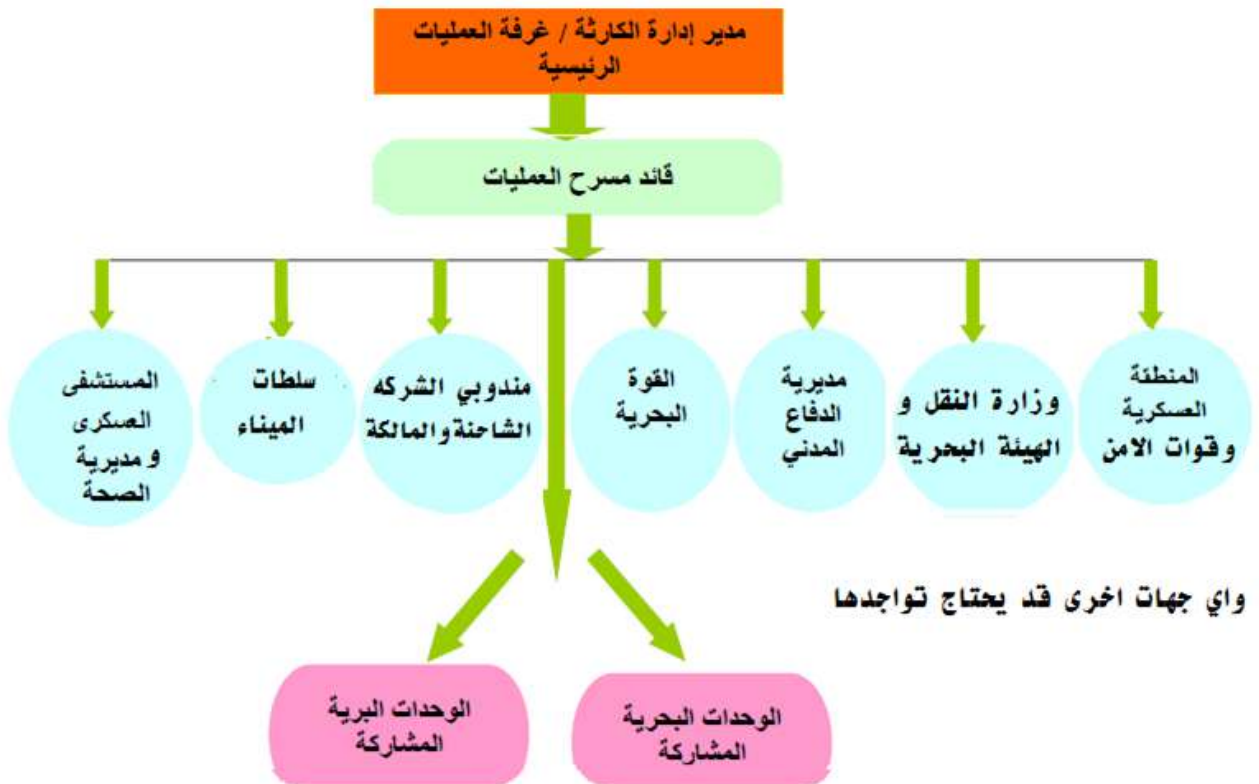 مدير إدارة الكارثة / غرفة العمليات
الرئيسية
قائد مسرح العمليات
المنطقة
العسكرية
وقوات الامن
وزارة النقل و
الهيئة البحرية
مديرية
الدفاع
المدني
القوة
البحرية
مندوبي الشركه
الشاحنة والمالكة
سلطات
الميناء
المستشفى
العسكرى
و مديرية
الصحة
واي جهات اخرى قد يحتاج تواجدها
الوحدات البحرية
المشاركة
الوحدات البرية
المشاركة